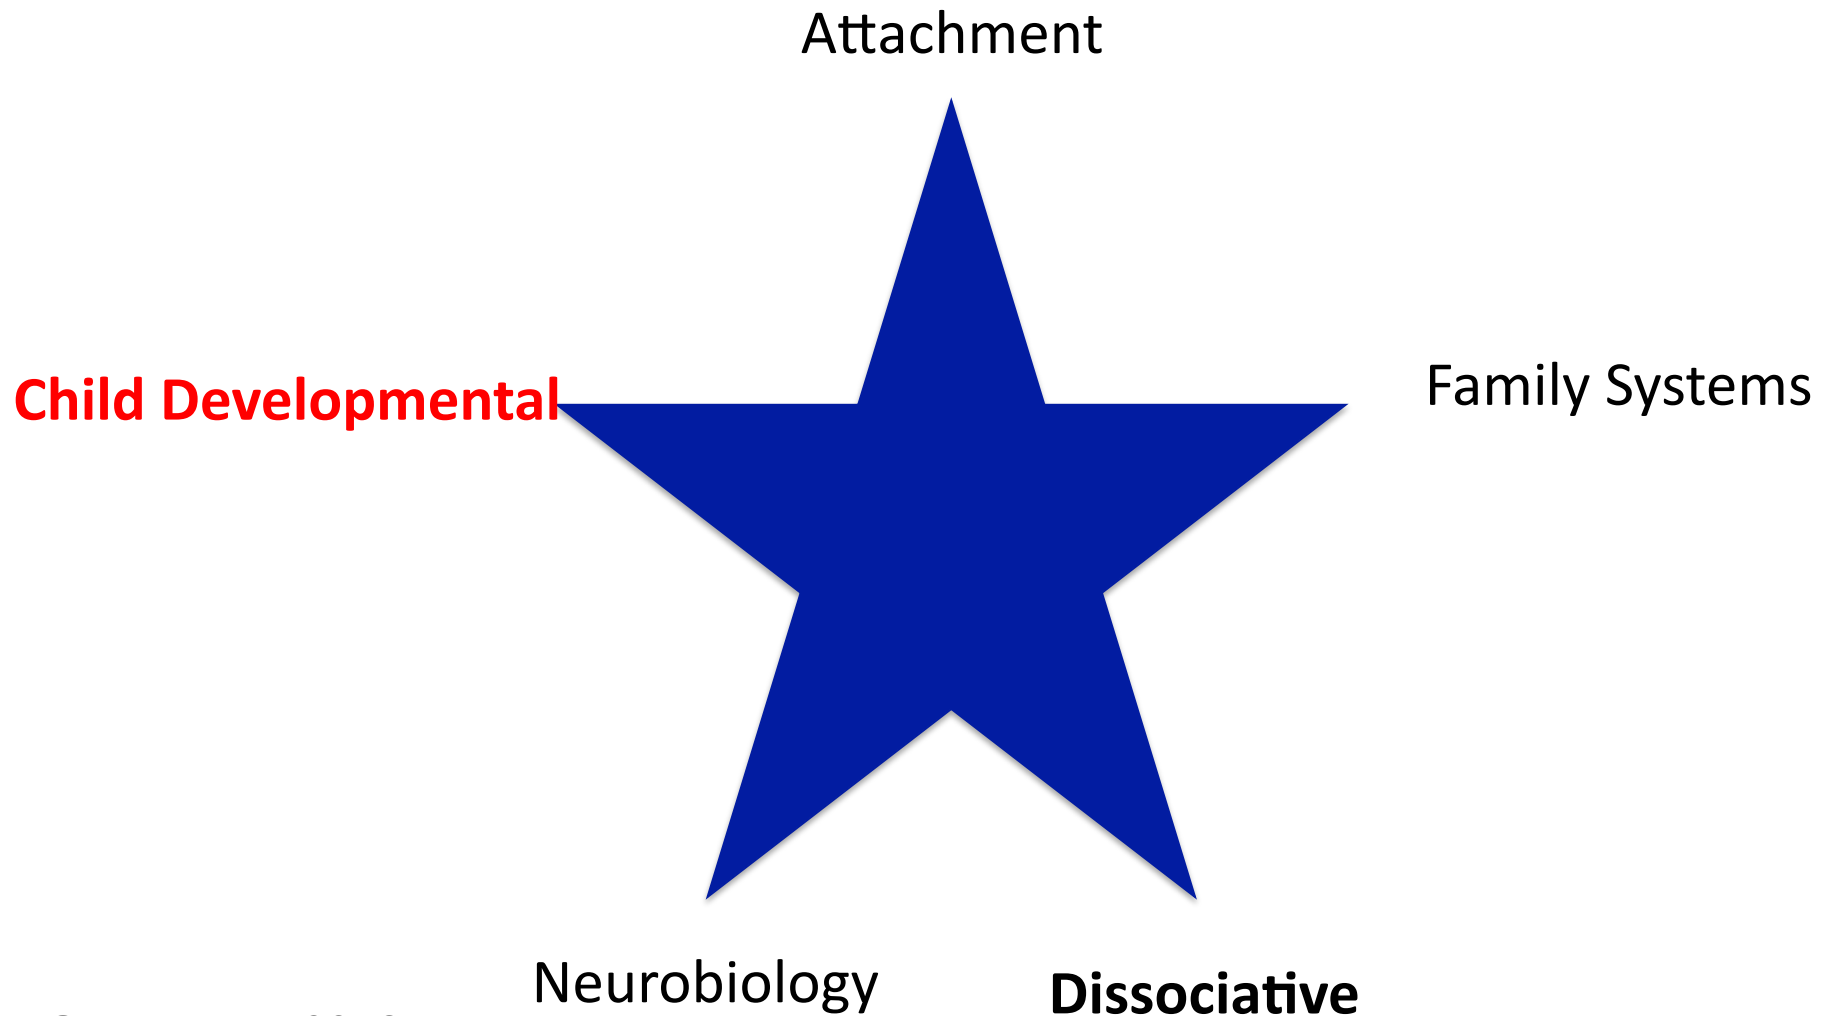 Attachment
Child Developmental
Family Systems
Neurobiology
Dissociative